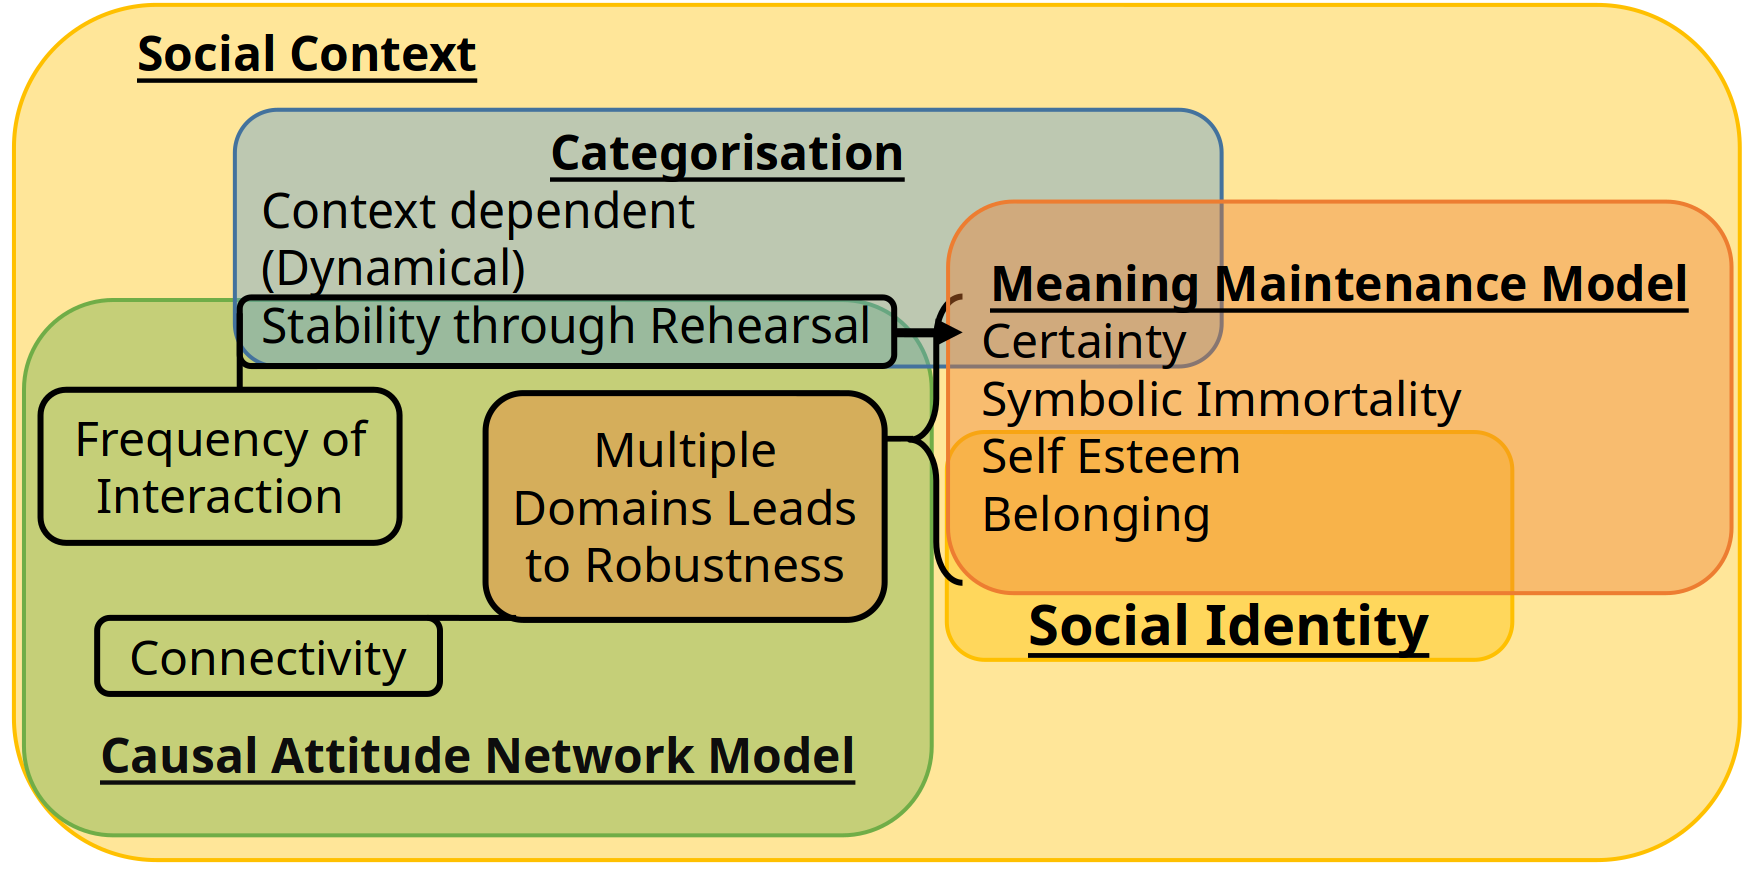 Social Context
Categorisation
Context dependent
(Dynamical)
Stability through Rehearsal
Meaning Maintenance Model
Certainty
Symbolic Immortality
Self Esteem
Belonging
Social Identity
Frequency of
Interaction
Multiple
Domains Leads
to Robustness
Connectivity
Causal Attitude Network Model